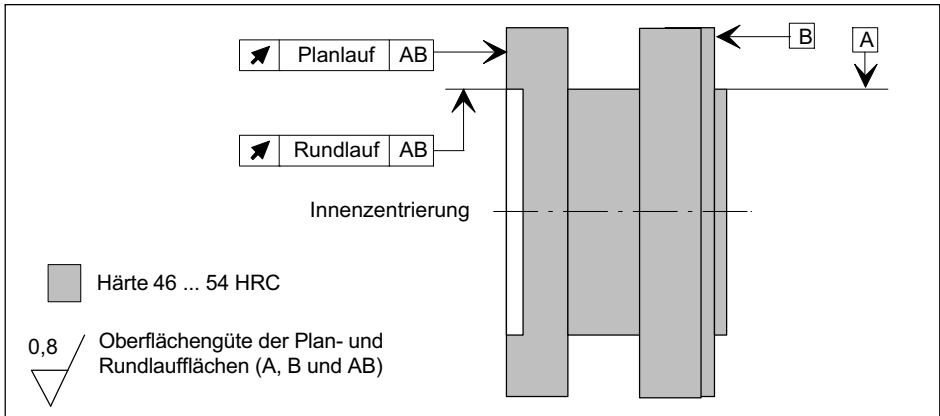 Planlauf AB
B
A
Rundlauf AB
Innenzentrierung
Härte 46 ... 54 HRC
0,8
Oberflächengüte der Plan- und
Rundlaufflächen (A, B und AB)